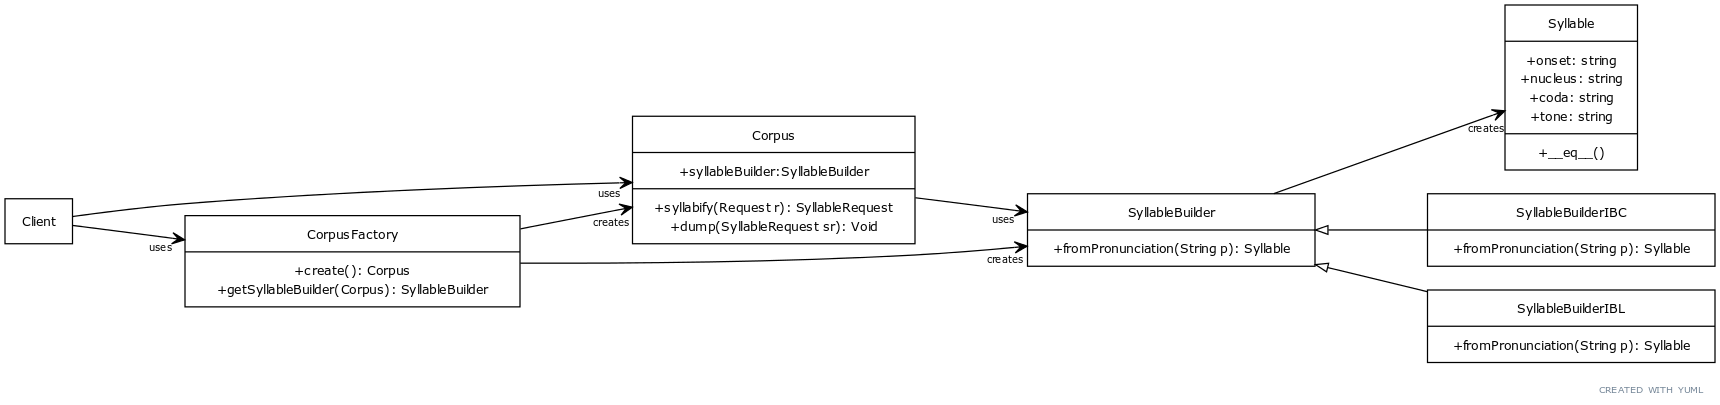 Client
uses
uses
CorpusFactory
+create(): Corpus
+getSyllableBuilder(Corpus): SyllableBuilder
creates
creates
Corpus
+syllableBuilder:SyllableBuilder
+syllabify(Request r): SyllableRequest
+dump(SyllableRequest sr): Void
uses
SyllableBuilder
+fromPronunciation(String p): Syllable
creates
Syllable
+onset: string
+nucleus: string
+coda: string
+tone: string
+__eq__()
SyllableBuilderIBC
+fromPronunciation(String p): Syllable
SyllableBuilderIBL
+fromPronunciation(String p): Syllable
CREATED WITH YUML